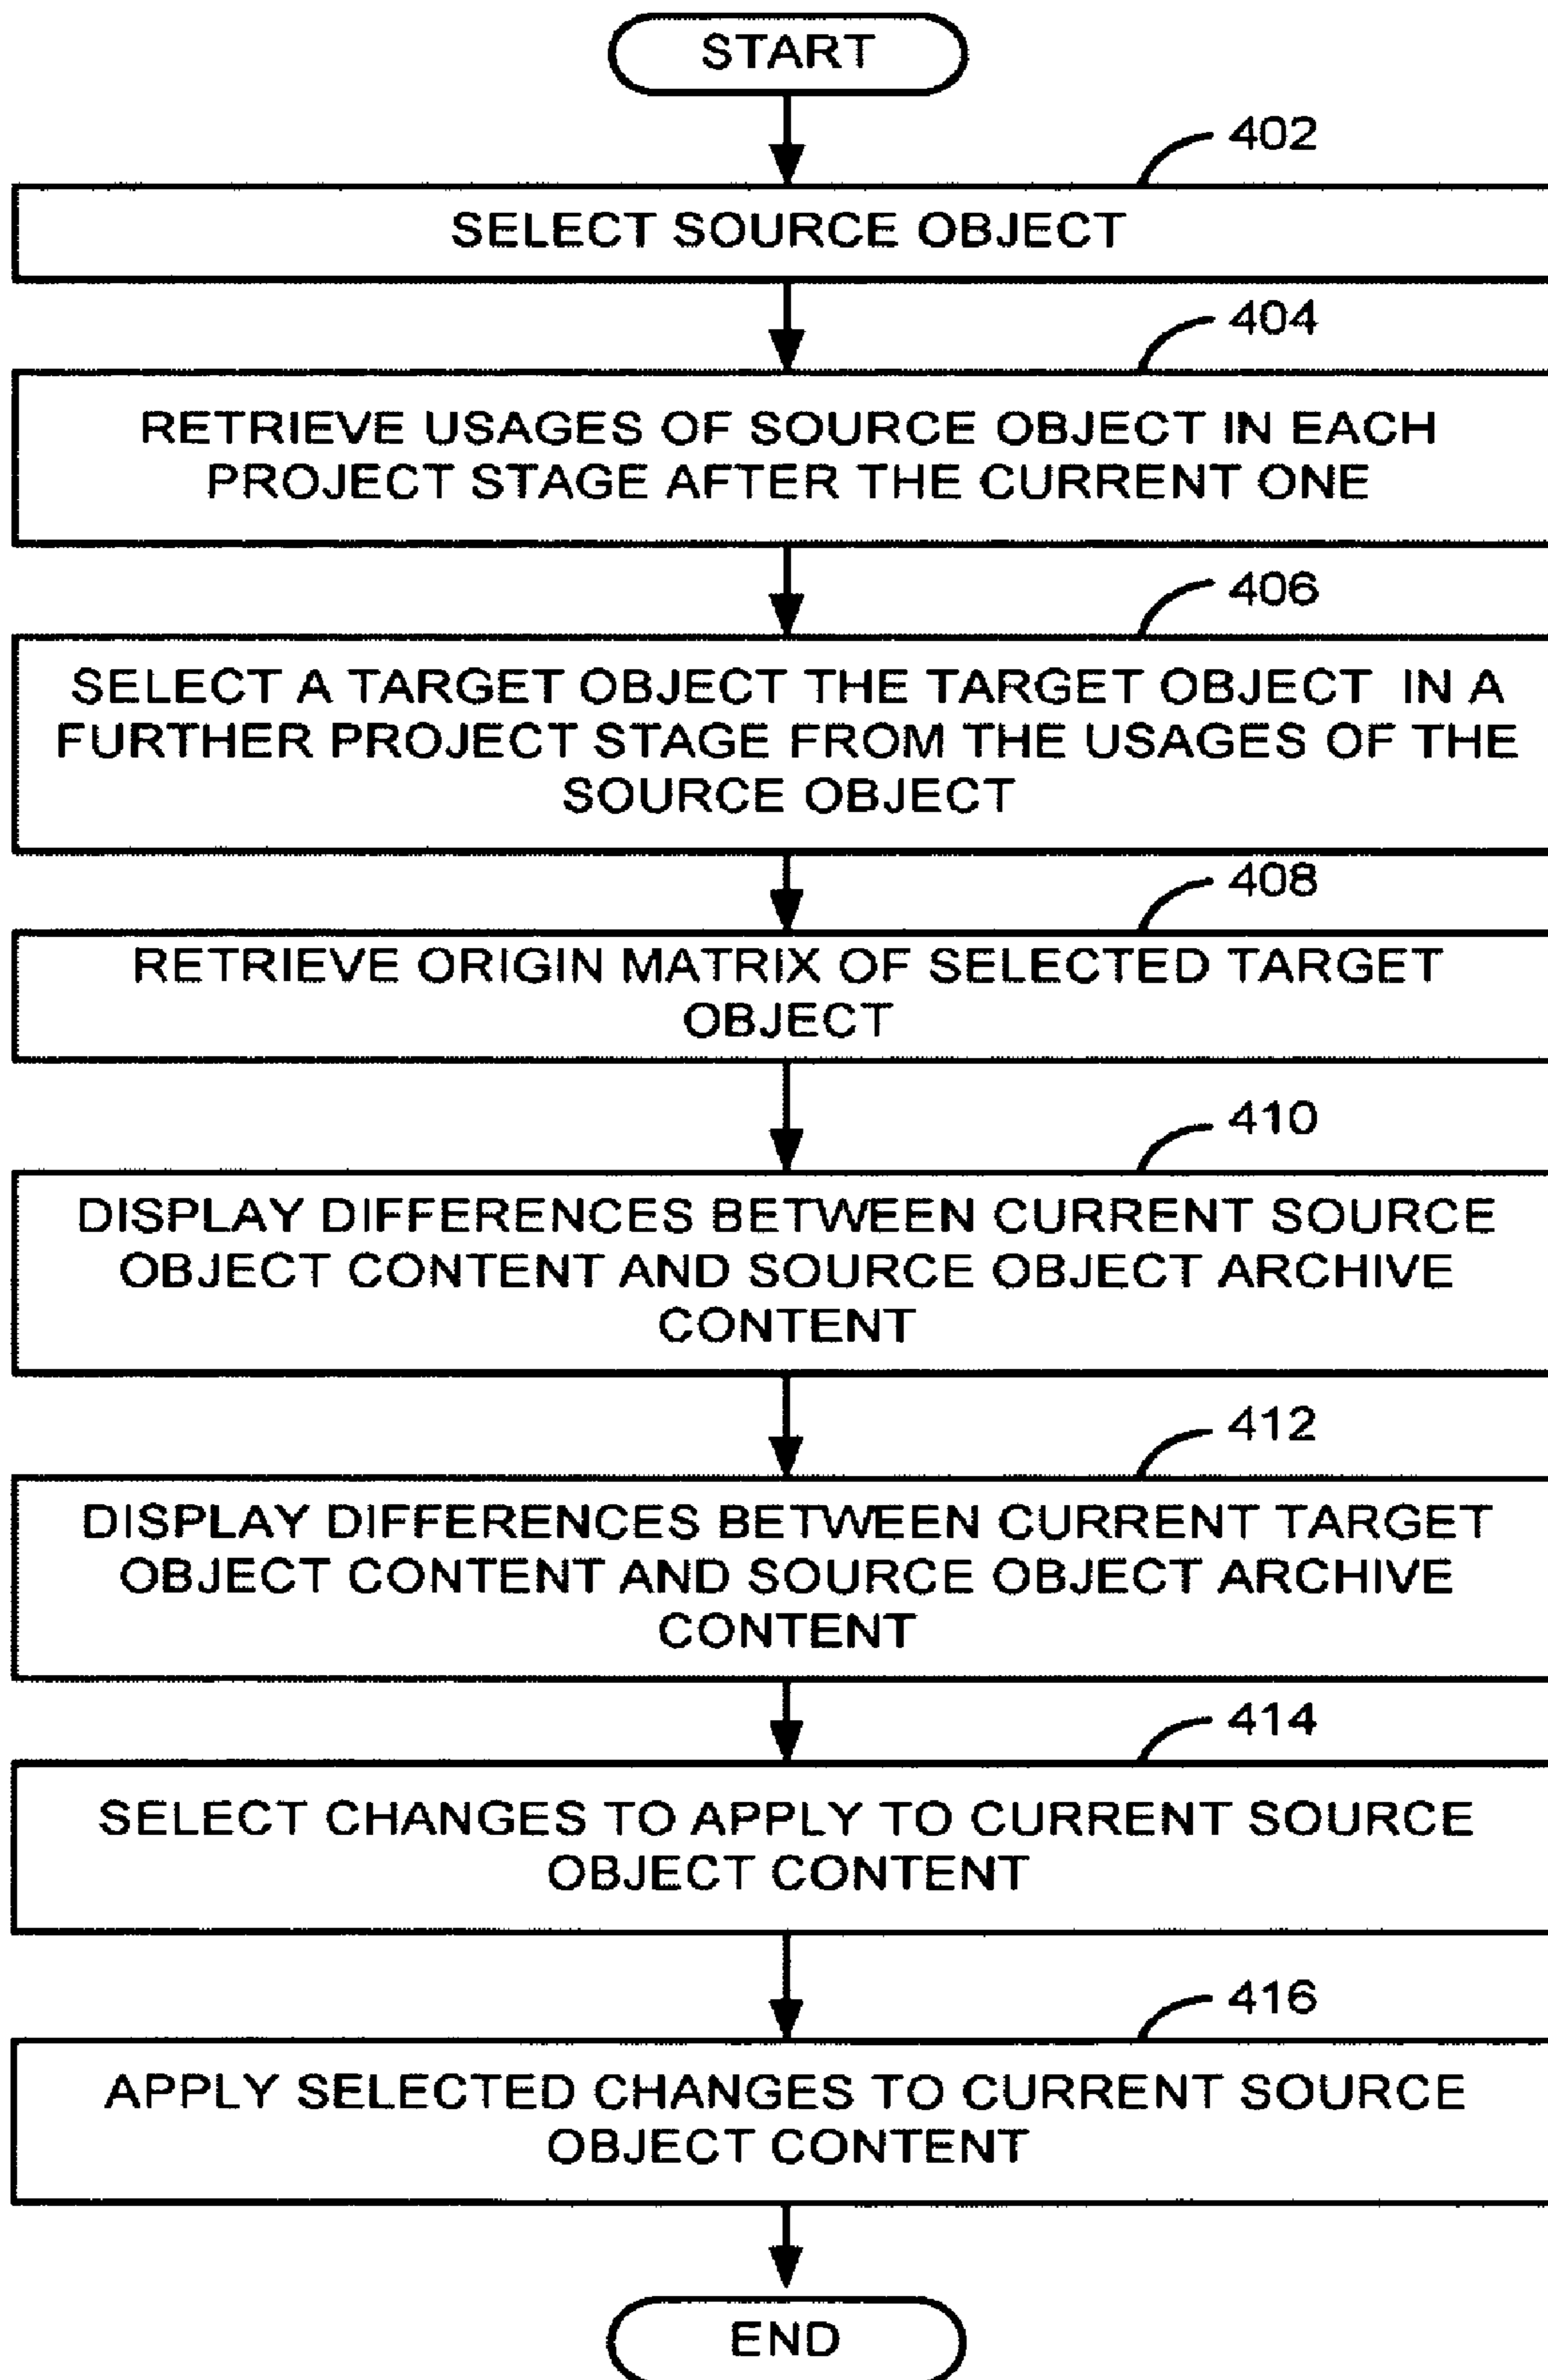 START
402
SELECT SOURCE OBJECT
404
RETRIEVE USAGES OF SOURCE OBJECT IN EACH
PROJECT STAGE AFTER THE CURRENT ONE
406
SELECT A TARGET OBJECT THE TARGET OBJECT IN A
FURTHER PROJECT STAGE FROM THE USAGES OF THE
SOURCE OBJECT
408
RETRIEVE ORIGIN MATRIX OF SELECTED TARGET
OBJECT
410
DISPLAY DIFFERENCES BETWEEN CURRENT SOURCE
OBJECT CONTENT AND SOURCE OBJECT ARCHIVE
CONTENT
412
DISPLAY DIFFERENCES BETWEEN CURRENT TARGET
OBJECT CONTENT AND SOURCE OBJECT ARCHIVE
CONTENT
414
SELECT CHANGES TO APPLY TO CURRENT SOURCE
OBJECT CONTENT
416
APPLY SELECTED CHANGES TO CURRENT SOURCE
OBJECT CONTENT
END